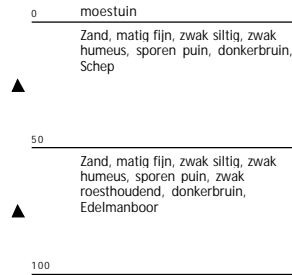 0 moestuin
Zand, matig fijn, zwak siltig, zwak
humeus, sporen puin, donkerbruin,
Schep
50
Zand, matig fijn, zwak siltig, zwak
humeus, sporen puin, zwak
roesthoudend, donkerbruin,
Edelmanboor
100